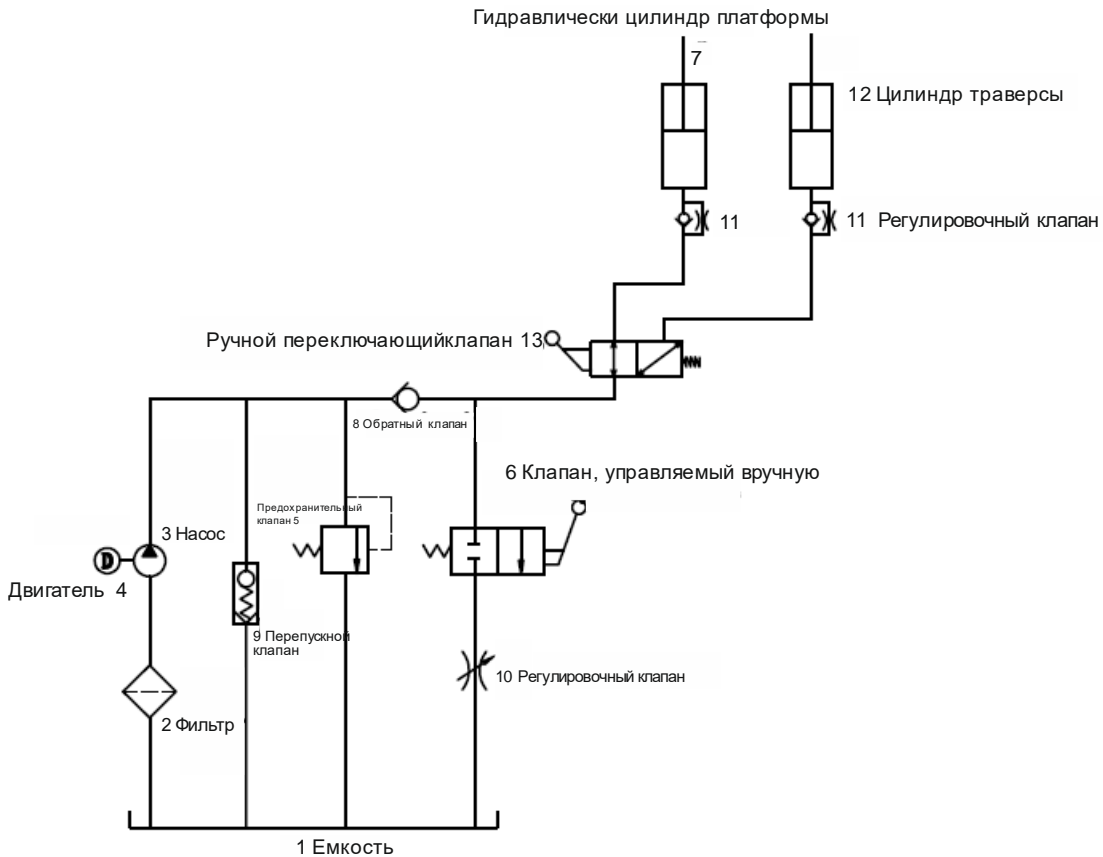 Гидравлически цилиндр платформы
7
12 Цилиндр траверсы
11
11 Регулировочный клапан
Ручной переключающийклапан 13
8 Обратный клапан
6 Клапан, управляемый вручную
Предохранительный
клапан 5
3 Насос
D
Двигатель 4
9 Перепускной
клапан
10 Регулировочный клапан
2 Фильтр
1 Емкость